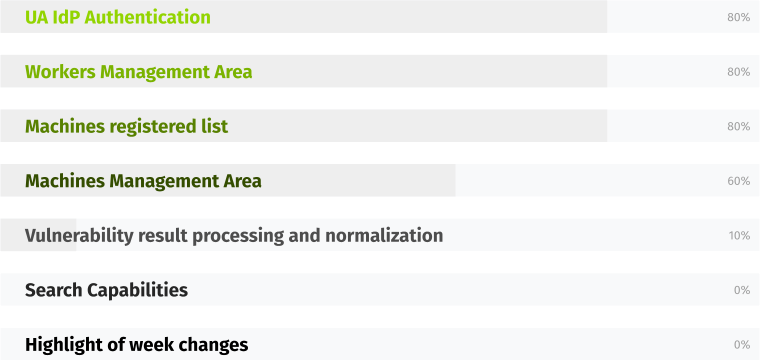 UA IdP Authentication 80%
Workers Management Area 80%
Machines registered list 80%
Machines Management Area 60%
Vulnerability result processing and normalization 10%
Search Capabilities 0%
Highlight of week changes 0%